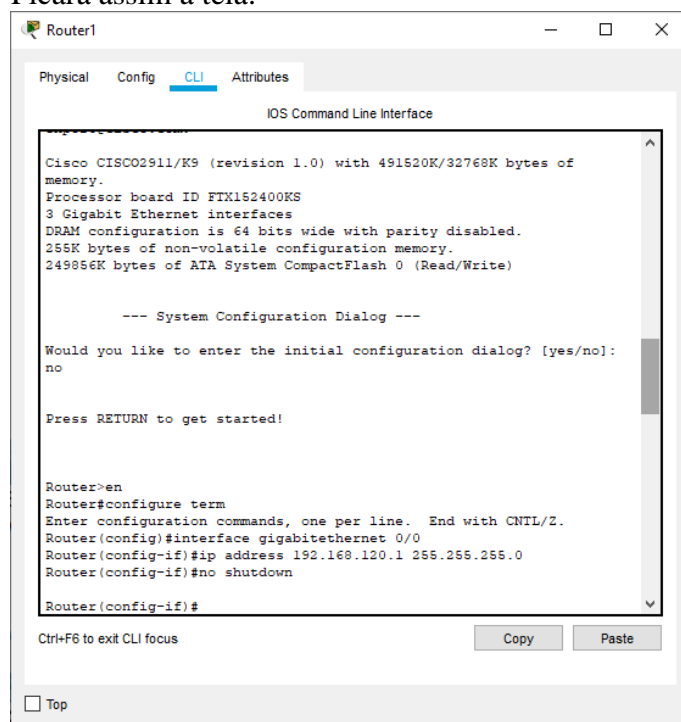 assim a tela:
Router1
Physical Config CLI Attributes
IOS Command Line Interface
Cisco CISCO2911/K9 (revision 1.0) with 491520K/32768K bytes of
memory.
Processor board ID FTX152400KS
3 Gigabit Ethernet interfaces
DRAM configuration is 64 bits wide with parity disabled.
255K bytes of non-volatile configuration memory.
249856K bytes of ATA System CompactFlash 0 (Read/Write)
--- System Configuration Dialog ---
Would you like to enter the initial configuration dialog? [yes/no]:
no
Press RETURN to get started!
Router>en
Router#configure term
Enter configuration commands, one per line. End with CNTL/Z.
Router(config)#interface gigabitethernet 0/0
Router(config-if)#ip address 192.168.120.1 255.255.255.0
Router(config-if)#no shutdown
Router(config-if)#
Ctrl+F6 to exit CLI focus
Copy Paste
Top